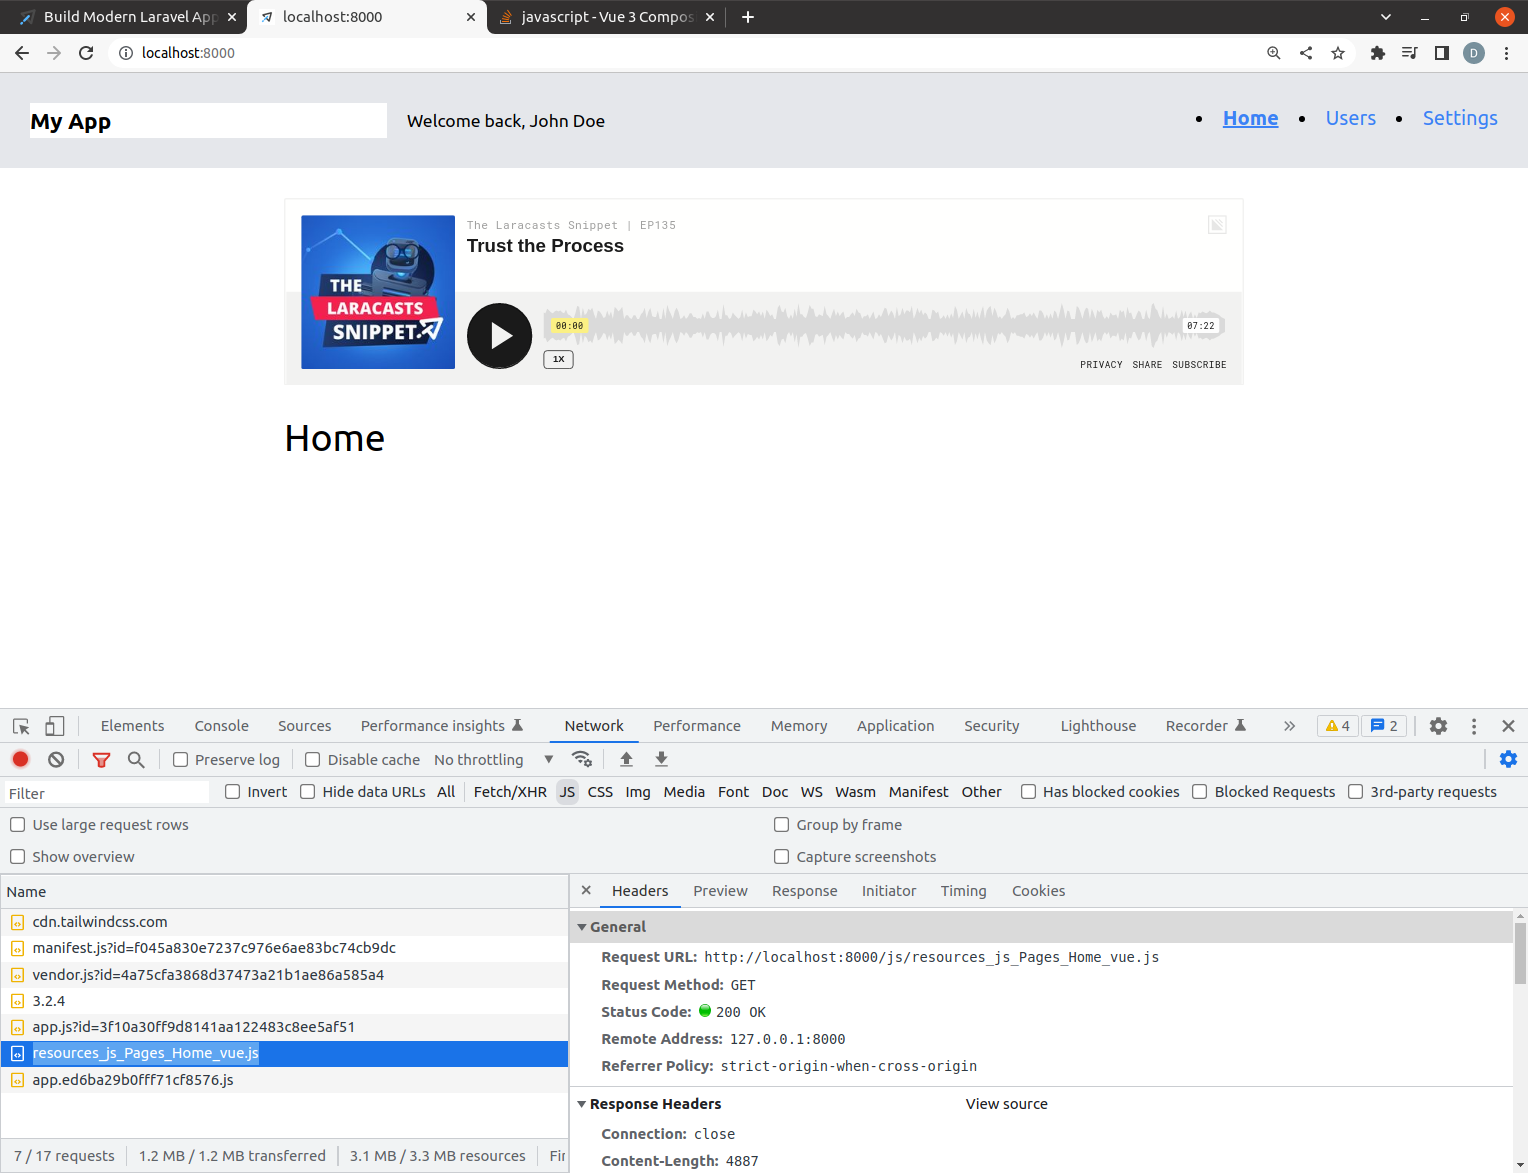 Build Modern Laravel App
localhost:8000
javascript - Vue 3 Compos
localhost:8000
D
My App
Welcome back, John Doe
Home
Users
Settings
The Laracasts Snippet | EP135
Trust the Process
THE
LARACASTS
SNIPPET
00:00
07:22
1X
PRIVACY SHARE SUBSCRIBE
Home
Elements Console Sources Performance insights Network Performance Memory Application Security Lighthouse Recorder 4 2
Preserve log Disable cache No throttling
Filter Invert Hide data URLs All Fetch/XHR JS CSS Img Media Font Doc WS Wasm Manifest Other Has blocked cookies Blocked Requests 3rd-party requests
Use large request rows Group by frame
Show overview Capture screenshots
Name
cdn.tailwindcss.com
manifest.js?id=f045a830e7237c976e6ae83bc74cb9dc
vendor.js?id=4a75cfa3868d37473a21b1ae86a585a4
3.2.4
app.js?id=3f10a30ff9d8141aa122483c8ee5af51
resources_js_Pages_Home_vue.js
app.ed6ba29b0fff71cf8576.js
7 / 17 requests 1.2 MB / 1.2 MB transferred 3.1 MB / 3.3 MB resources Fir
Headers Preview Response Initiator Timing Cookies
General
Request URL: http://localhost:8000/js/resources_js_Pages_Home_vue.js
Request Method: GET
Status Code: 200 OK
Remote Address: 127.0.0.1:8000
Referrer Policy: strict-origin-when-cross-origin
Response Headers View source
Connection: close
Content-Length: 4887